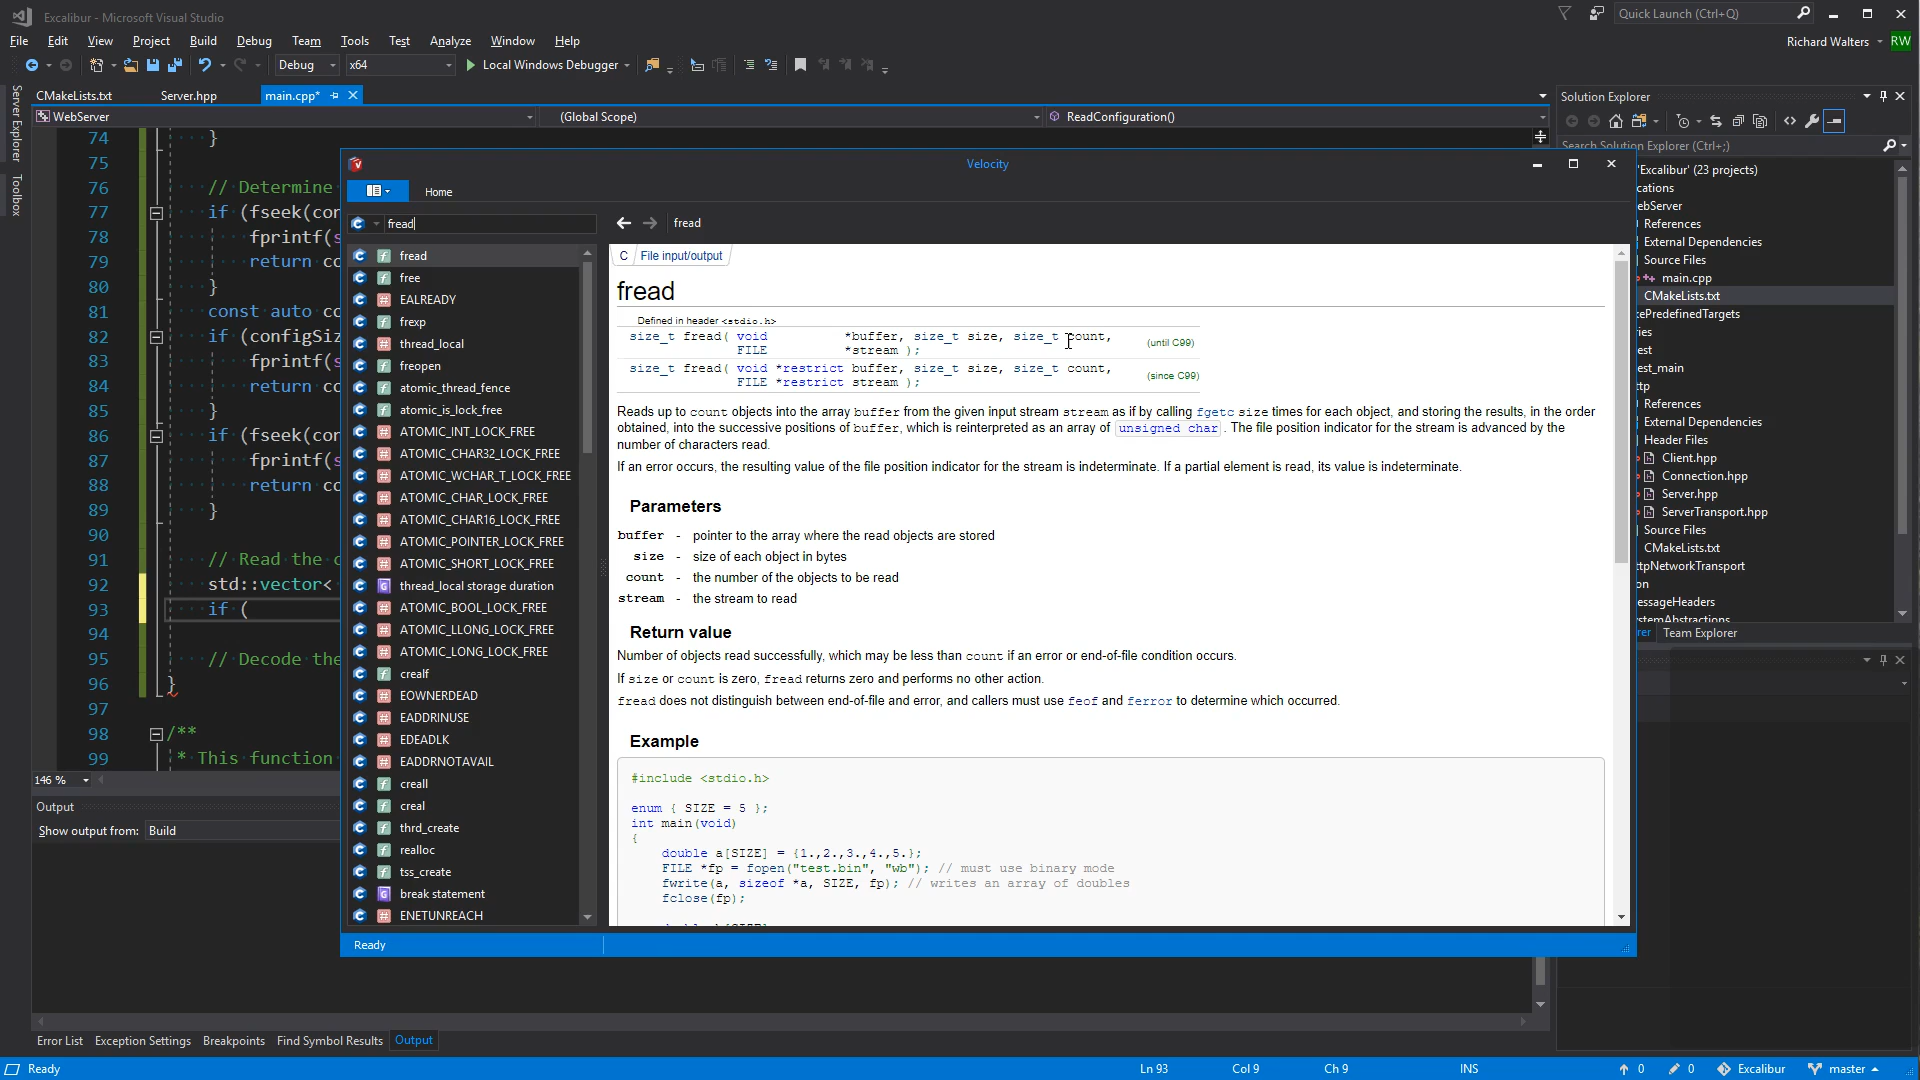 Excalibur - Microsoft Visual Studio
Quick Launch (Ctrl+Q)
File Edit View Project Build Debug Team Tools Test Analyze Window Help
Richard Walters RW
Debug x64 Local Windows Debugger
Server Explorer
Toolbox
CMakeLists.txt Server.hpp main.cpp*
WebServer (Global Scope) ReadConfiguration()
74 }
75
76 // Determine
77 if (fseek(con
78 fprintf(s
79 return co
80 }
81 const auto co
82 if (configSiz
83 fprintf(s
84 return co
85 }
86 if (fseek(con
87 fprintf(s
88 return co
89 }
90
91 // Read the c
92 std::vector<
93 if (
94
95 // Decode the
96 }
97
98 /**
99 * This function
146 %
Output
Show output from: Build
Velocity
Home
fread
fread
fread
free
EALREADY
frexp
thread_local
freopen
atomic_thread_fence
atomic_is_lock_free
ATOMIC_INT_LOCK_FREE
ATOMIC_CHAR32_LOCK_FREE
ATOMIC_WCHAR_T_LOCK_FREE
ATOMIC_CHAR_LOCK_FREE
ATOMIC_CHAR16_LOCK_FREE
ATOMIC_POINTER_LOCK_FREE
ATOMIC_SHORT_LOCK_FREE
thread_local storage duration
ATOMIC_BOOL_LOCK_FREE
ATOMIC_LLONG_LOCK_FREE
ATOMIC_LONG_LOCK_FREE
crealf
EOWNERDEAD
EADDRINUSE
EDEADLK
EADDRNOTAVAIL
creall
creal
thrd_create
realloc
tss_create
break statement
ENETUNREACH
Ready
C File input/output
fread
Defined in header <stdio.h>
size_t fread( void *buffer, size_t size, size_t count,
FILE *stream ); (until C99)
size_t fread( void *restrict buffer, size_t size, size_t count,
FILE *restrict stream ); (since C99)
Reads up to count objects into the array buffer from the given input stream stream as if by calling fgetc size times for each object, and storing the results, in the order
obtained, into the successive positions of buffer, which is reinterpreted as an array of unsigned char. The file position indicator for the stream is advanced by the
number of characters read.
If an error occurs, the resulting value of the file position indicator for the stream is indeterminate. If a partial element is read, its value is indeterminate.
Parameters
buffer - pointer to the array where the read objects are stored
size - size of each object in bytes
count - the number of the objects to be read
stream - the stream to read
Return value
Number of objects read successfully, which may be less than count if an error or end-of-file condition occurs.
If size or count is zero, fread returns zero and performs no other action.
fread does not distinguish between end-of-file and error, and callers must use feof and ferror to determine which occurred.
Example
#include <stdio.h>
enum { SIZE = 5 };
int main(void)
{
double a[SIZE] = {1.,2.,3.,4.,5.};
FILE *fp = fopen("test.bin", "wb"); // must use binary mode
fwrite(a, sizeof *a, SIZE, fp); // writes an array of doubles
fclose(fp);
Solution Explorer
Search Solution Explorer (Ctrl+;)
'Excalibur' (23 projects)
cations
ebServer
References
External Dependencies
Source Files
main.cpp
CMakeLists.txt
cePredefinedTargets
ries
est
est_main
ttp
References
External Dependencies
Header Files
Client.hpp
Connection.hpp
Server.hpp
ServerTransport.hpp
Source Files
CMakeLists.txt
ttpNetworkTransport
on
essageHeaders
ystemAbstractions
rer Team Explorer
Error List Exception Settings Breakpoints Find Symbol Results Output
Ready Ln 93 Col 9 Ch 9 INS 0 0 Excalibur master